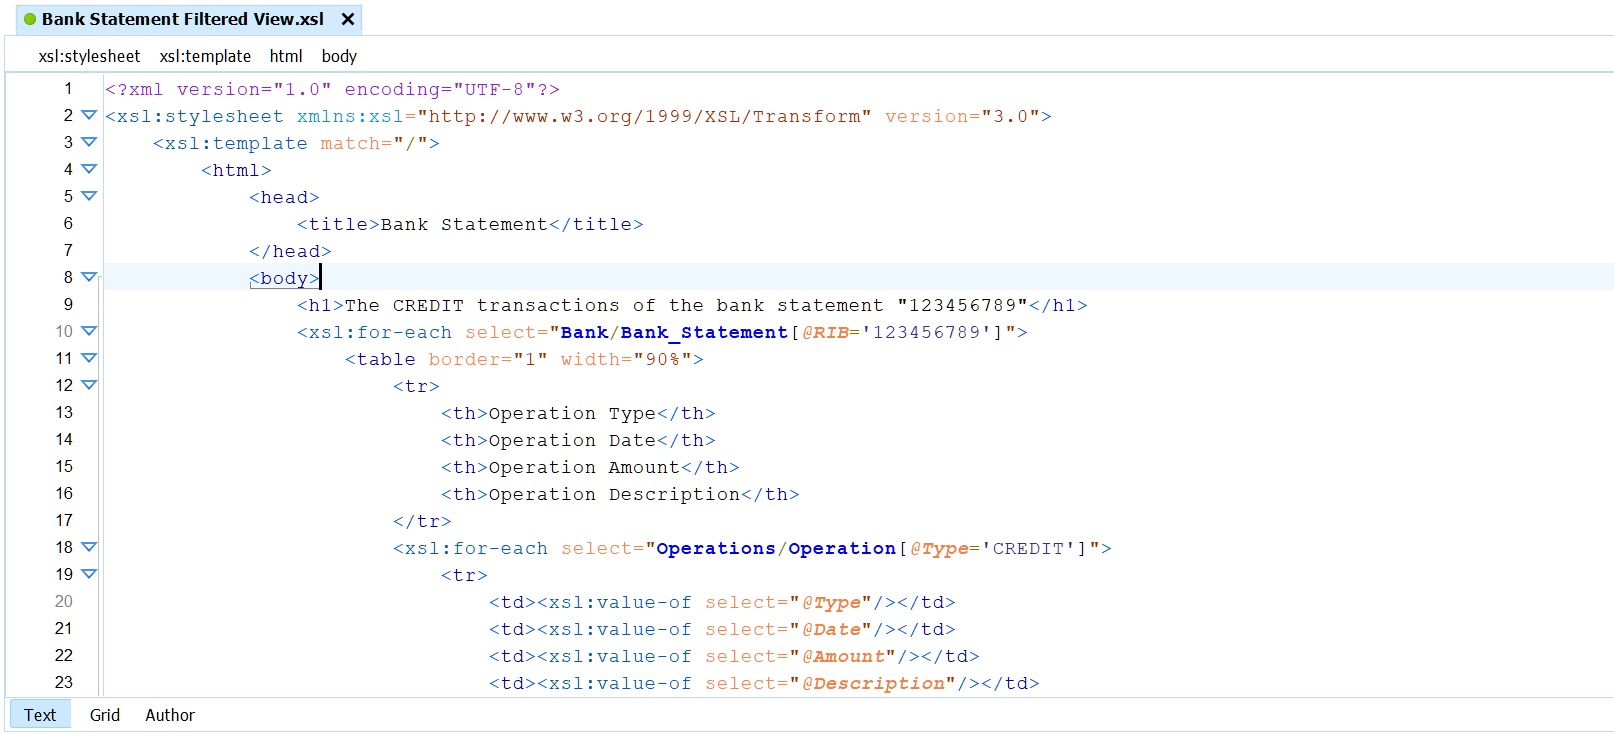 Bank Statement Filtered View.xsl
xsl:stylesheet xsl:template html body
1 <?xml version="1.0" encoding="UTF-8"?>
2 <xsl:stylesheet xmlns:xsl="http://www.w3.org/1999/XSL/Transform" version="3.0">
3 <xsl:template match="/">
4 <html>
5 <head>
6 <title>Bank Statement</title>
7 </head>
8 <body>
9 <h1>The CREDIT transactions of the bank statement "123456789"</h1>
10 <xsl:for-each select="Bank/Bank_Statement[@RIB='123456789']">
11 <table border="1" width="90%">
12 <tr>
13 <th>Operation Type</th>
14 <th>Operation Date</th>
15 <th>Operation Amount</th>
16 <th>Operation Description</th>
17 </tr>
18 <xsl:for-each select="Operations/Operation[@Type='CREDIT']">
19 <tr>
20 <td><xsl:value-of select="@Type"/></td>
21 <td><xsl:value-of select="@Date"/></td>
22 <td><xsl:value-of select="@Amount"/></td>
23 <td><xsl:value-of select="@Description"/></td>
Text Grid Author